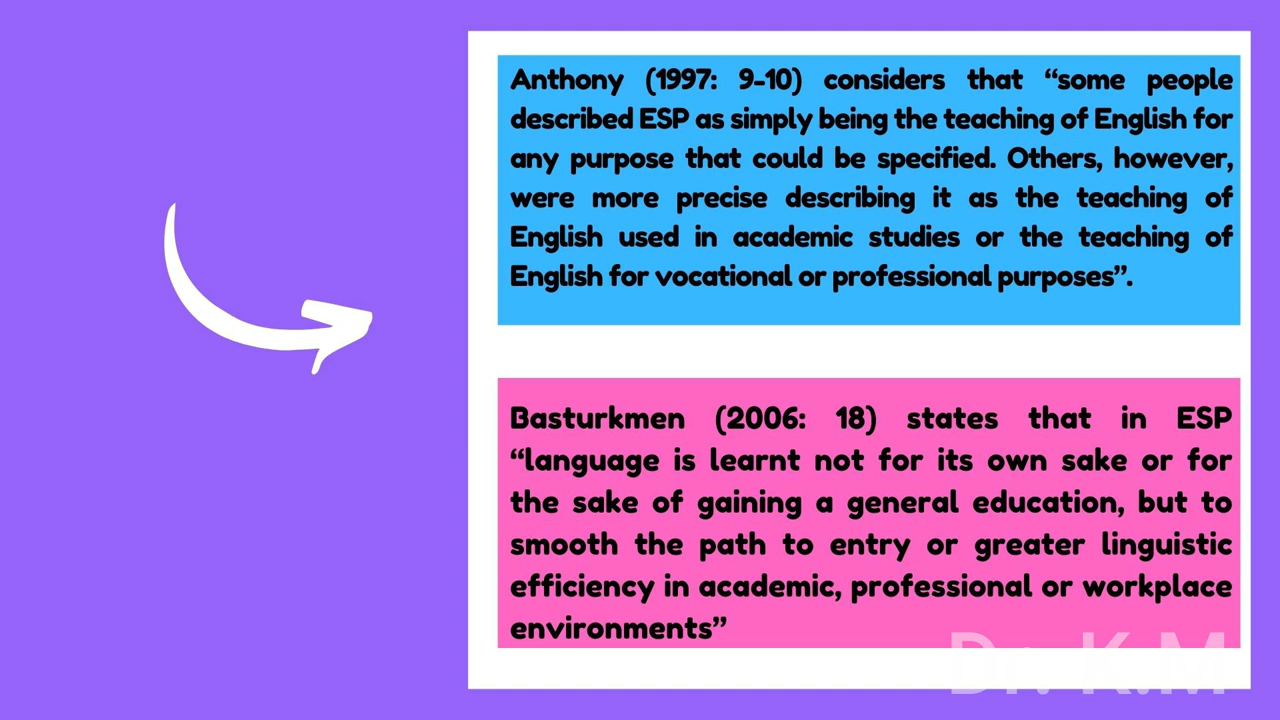 Anthony (1997: 9-10) considers that “some people
described ESP as simply being the teaching of English for
any purpose that could be specified. Others, however,
were more precise describing it as the teaching of
English used in academic studies or the teaching of
English for vocational or professional purposes”.
Basturkmen (2006: 18) states that in ESP
“language is learnt not for its own sake or for
the sake of gaining a general education, but to
smooth the path to entry or greater linguistic
efficiency in academic, professional or workplace
environments”
Dr. K.M